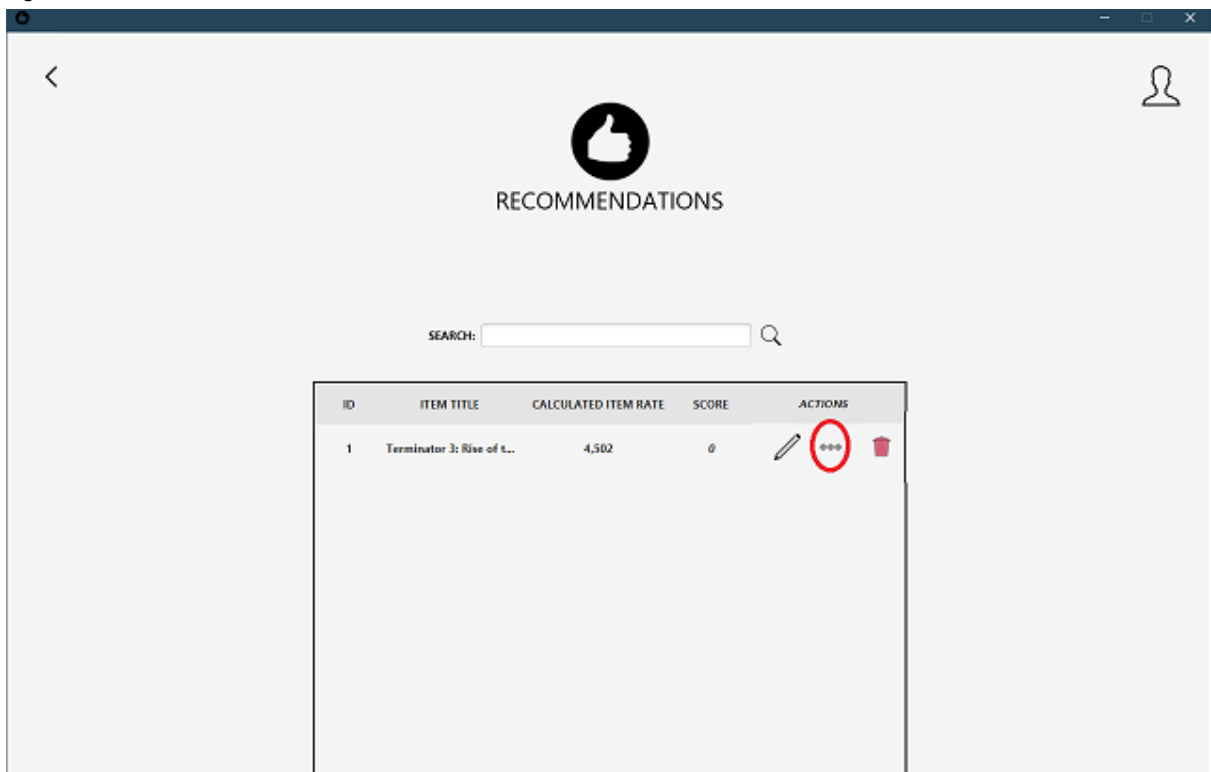 RECOMMENDATIONS
SEARCH:
ID ITEM TITLE CALCULATED ITEM RATE SCORE ACTIONS
1 Terminator 3: Rise of t... 4,502 0